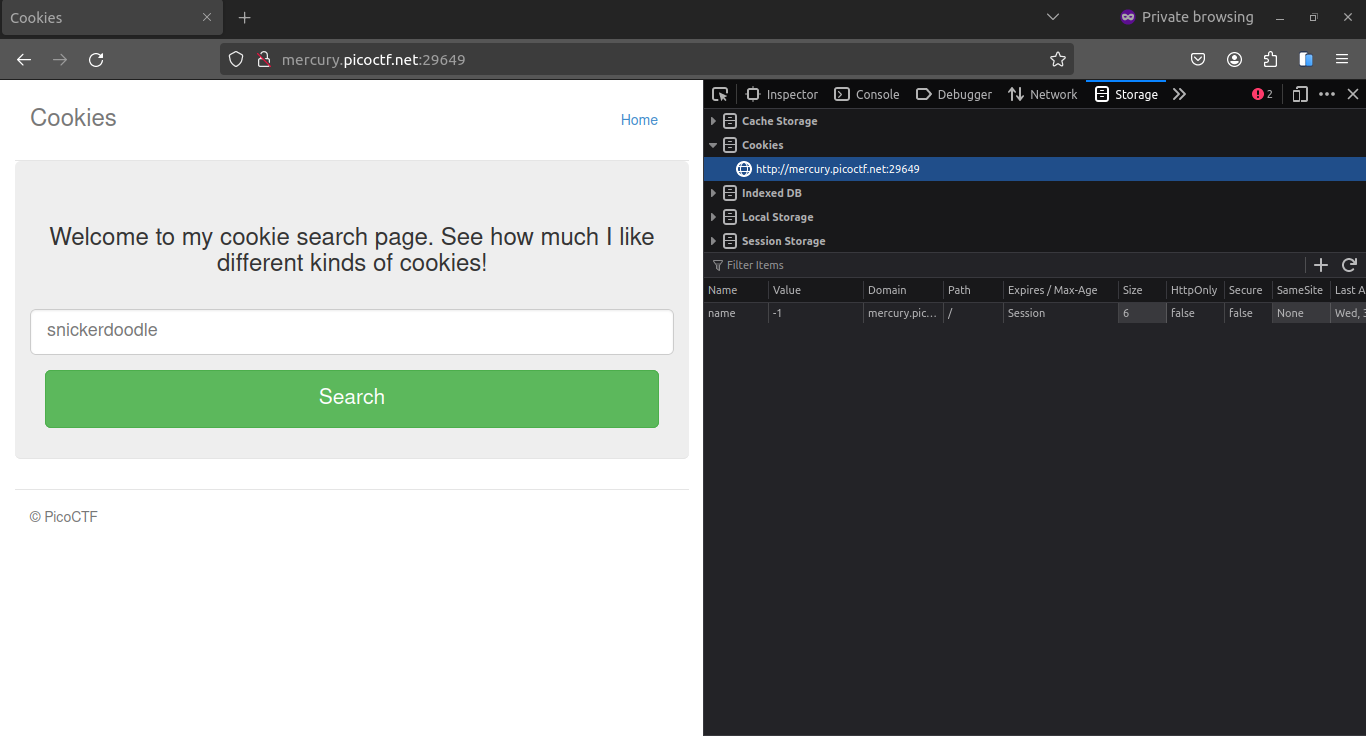 Cookies
Private browsing
mercury.picoctf.net:29649
Cookies
Home
Welcome to my cookie search page. See how much I like
different kinds of cookies!
snickerdoodle
Search
© PicoCTF
Inspector Console Debugger Network Storage 2
Cache Storage
Cookies
http://mercury.picoctf.net:29649
Indexed DB
Local Storage
Session Storage
Filter Items
Name Value Domain Path Expires / Max-Age Size HttpOnly Secure SameSite Last A
name -1 mercury.pic... / Session 6 false false None Wed, 3